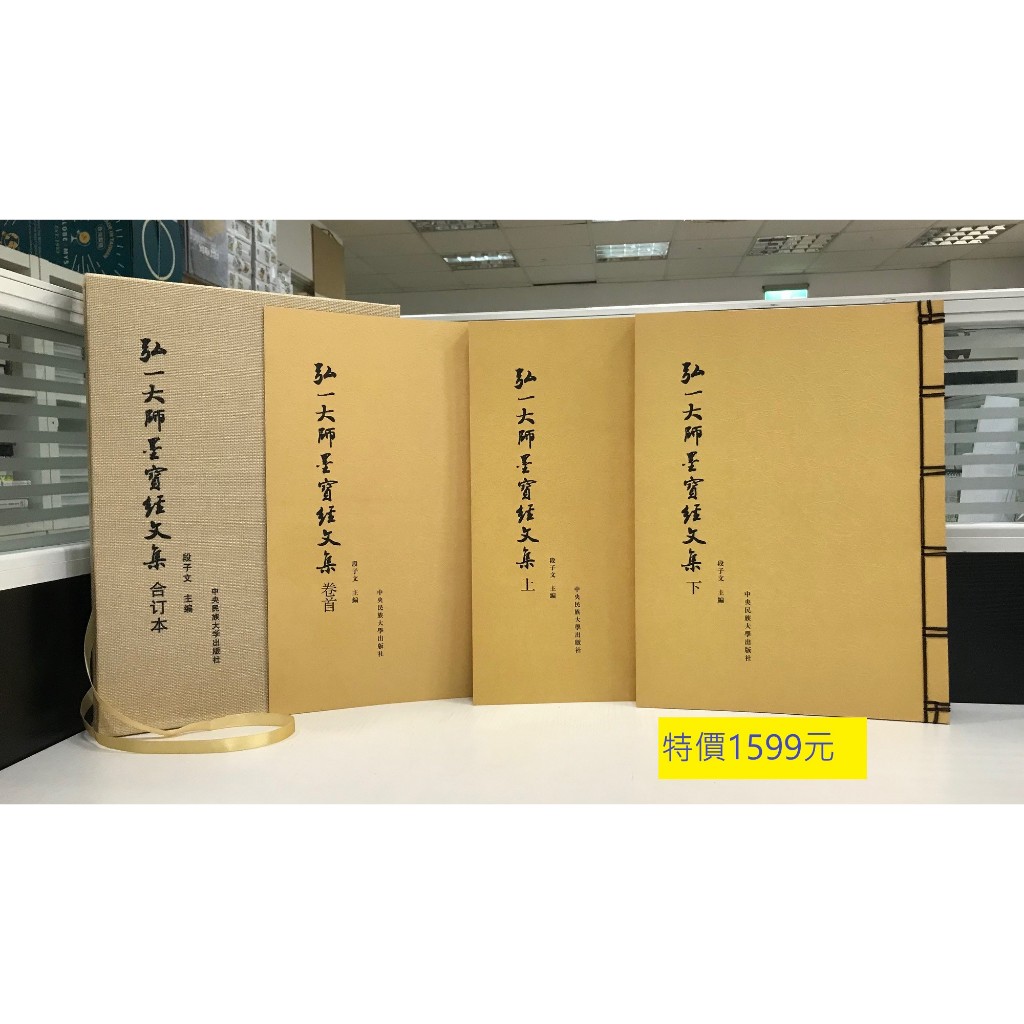 弘一大師墨寶經文集 合订本
段子文 主编
中央民族大学出版社
弘一大師墨寶經文集 卷首
段子文 主編
中央民族大學出版社
弘一大師墨寶經文集 上
段子文 主編
中央民族大學出版社
弘一大師墨寶經文集 下
段子文 主編
中央民族大學出版社
特價1599元